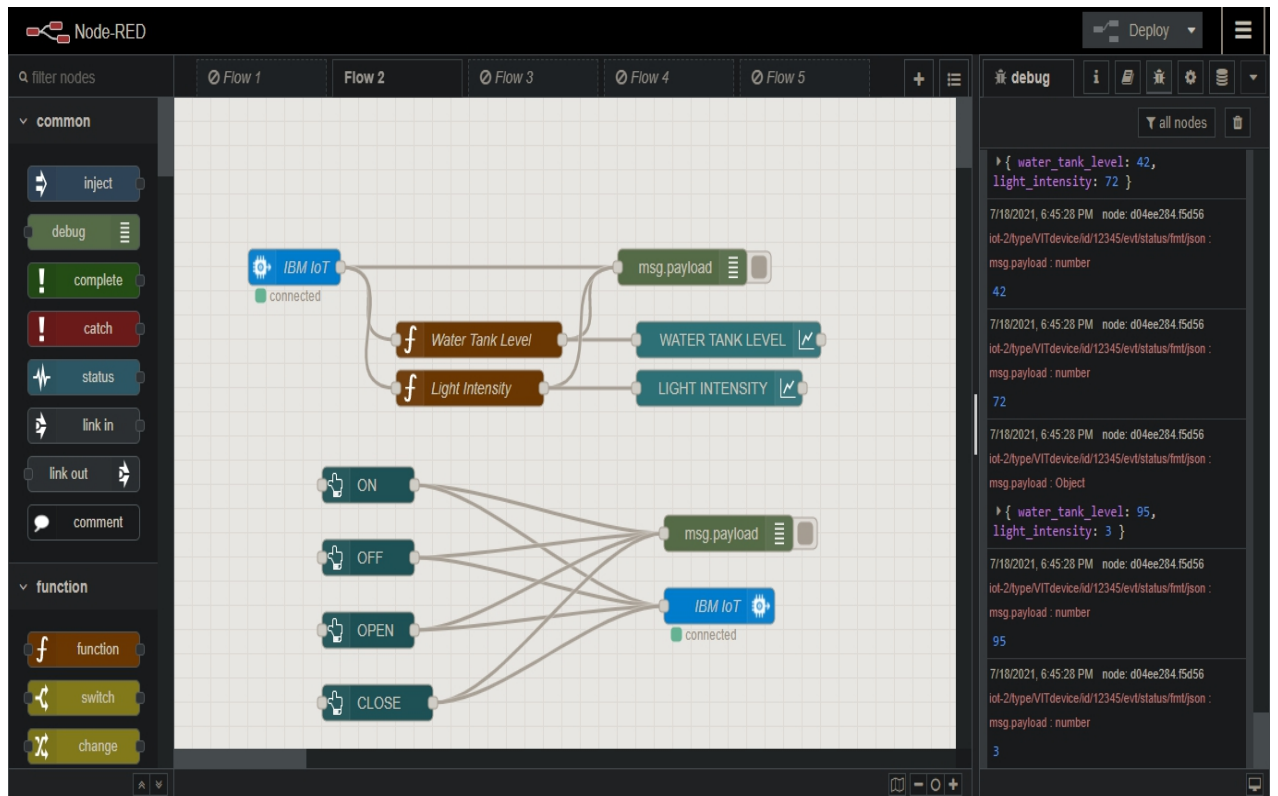 Node-RED
Deploy
filter nodes
Flow 1
Flow 2
Flow 3
Flow 4
Flow 5
debug
i
all nodes
common
inject
debug
complete
catch
status
link in
link out
comment
function
function
switch
change
IBM IoT
connected
msg.payload
Water Tank Level
WATER TANK LEVEL
Light Intensity
LIGHT INTENSITY
ON
OFF
OPEN
CLOSE
msg.payload
IBM IoT
connected
{ water_tank_level: 42,
light_intensity: 72 }
7/18/2021, 6:45:28 PM node: d04ee284.f5d56
iot-2/type/VITdevice/id/12345/evt/status/fmt/json :
msg.payload : number
42
7/18/2021, 6:45:28 PM node: d04ee284.f5d56
iot-2/type/VITdevice/id/12345/evt/status/fmt/json :
msg.payload : number
72
7/18/2021, 6:45:28 PM node: d04ee284.f5d56
iot-2/type/VITdevice/id/12345/evt/status/fmt/json :
msg.payload : Object
{ water_tank_level: 95,
light_intensity: 3 }
7/18/2021, 6:45:28 PM node: d04ee284.f5d56
iot-2/type/VITdevice/id/12345/evt/status/fmt/json :
msg.payload : number
95
7/18/2021, 6:45:28 PM node: d04ee284.f5d56
iot-2/type/VITdevice/id/12345/evt/status/fmt/json :
msg.payload : number
3